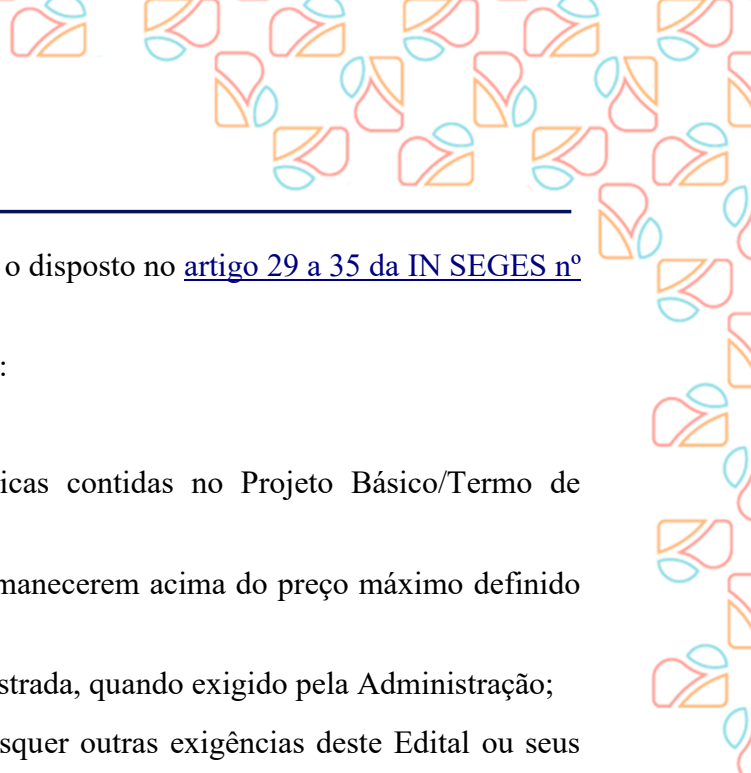 o disposto no artigo 29 a 35 da IN SEGES nº
:
icas contidas no Projeto Básico/Termo de
manecerem acima do preço máximo definido
strada, quando exigido pela Administração;
squer outras exigências deste Edital ou seus